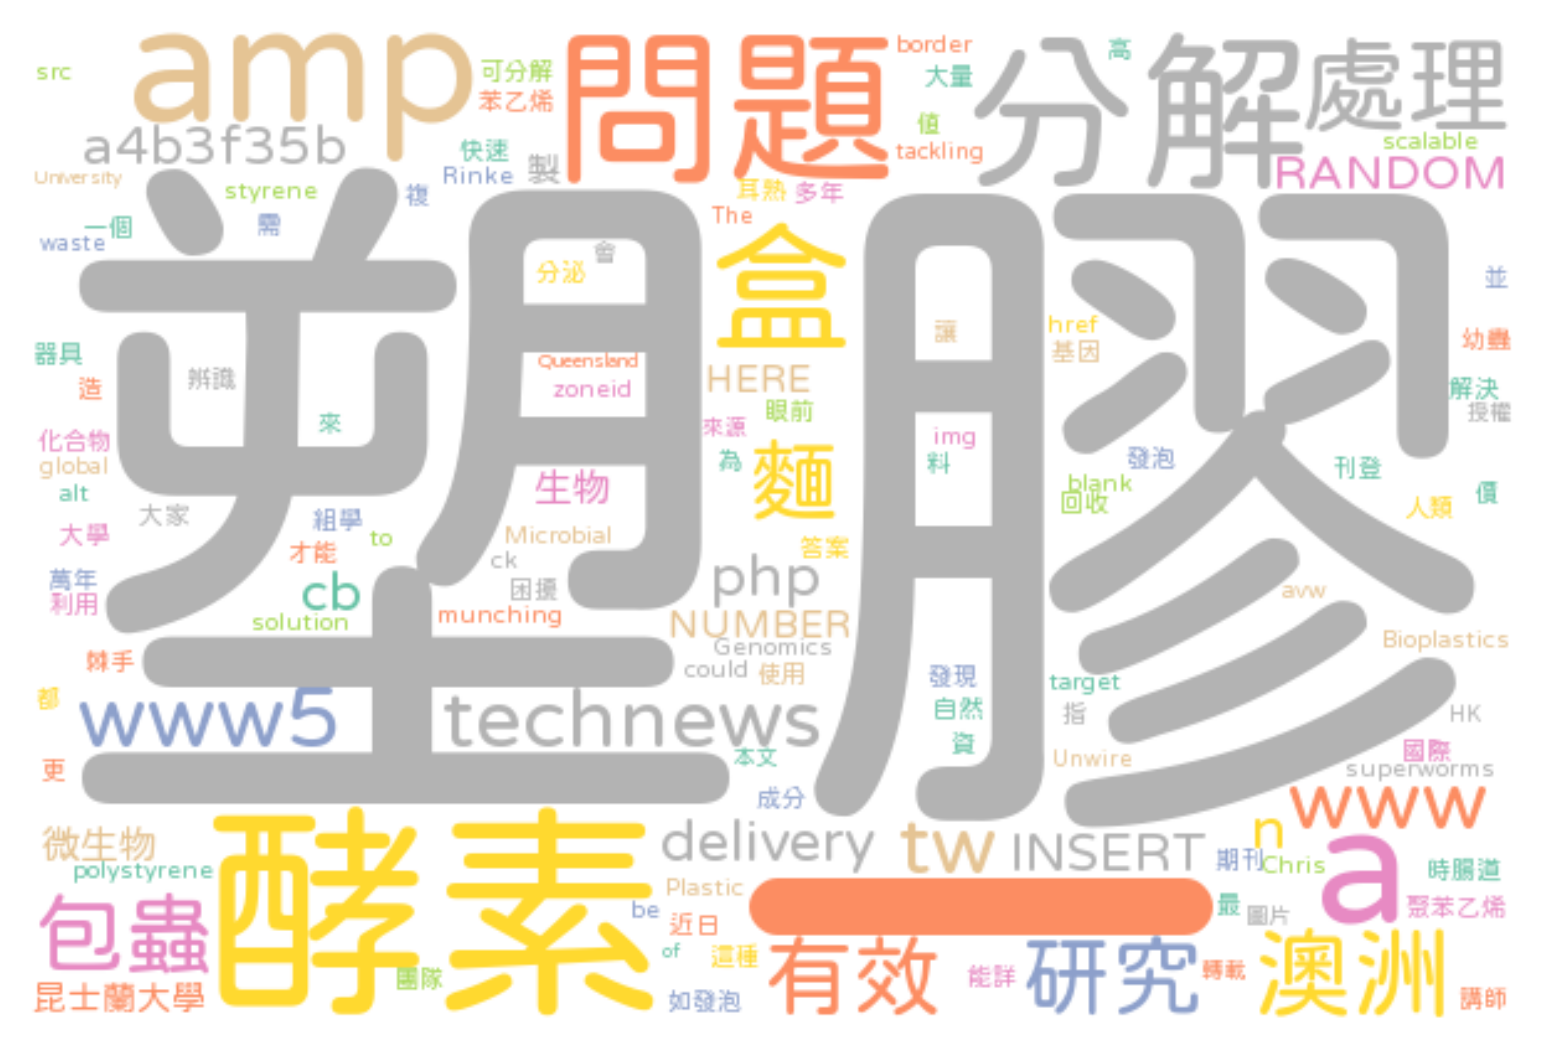 amp
問題
分解
處理
src
可分解
苯乙烯
border
大量
高
值
tackling
scalable
RANDOM
a4b3f35b
快速
Rinke
製
University
styrene
複
耳熟
多年
The
一個
waste
需
塑膠
會
分泌
盒
並
讓
href
基因
幼蟲
器具
造
辨識
來
Queensland
zoneid
HERE
眼前
解決
授權
化合物
global
alt
來源
為
麵
img
料
發泡
刊登
blank
回收
價
人類
大家
大學
組學
to
才能
生物
Microbial
ck
困擾
答案
php
萬年
利用
cb
solution
munching
NUMBER
Genomics
could
使用
avw
Bioplastics
棘手
都
發現
自然
資
target
指
HK
www5
technews
本文
Unwire
國際
superworms
更
成分
www
微生物
polystyrene
酵素
delivery
tw
INSERT
n
期刊
Chris
a
時腸道
包蟲
be
Plastic
近日
最
圖片
聚苯乙烯
昆士蘭大學
團隊
of
這種
如發泡
有效
能詳
研究
轉載
澳洲
講師